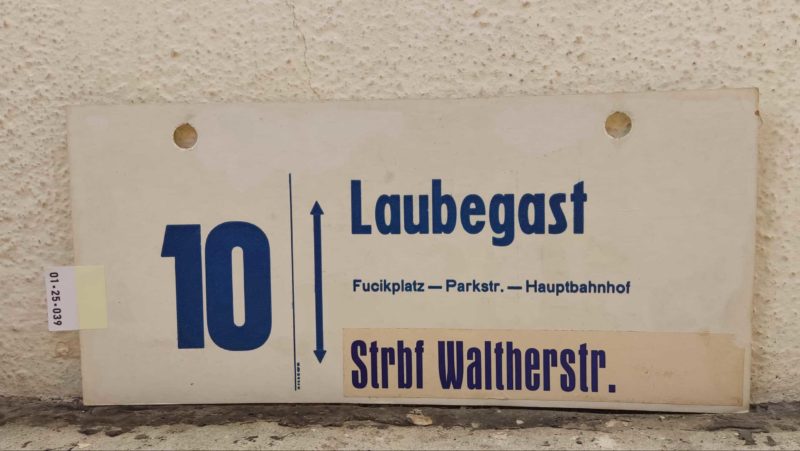 10
Laubegast
Fucikplatz — Parkstr. — Hauptbahnhof
Strbf Waltherstr.
01•25•039